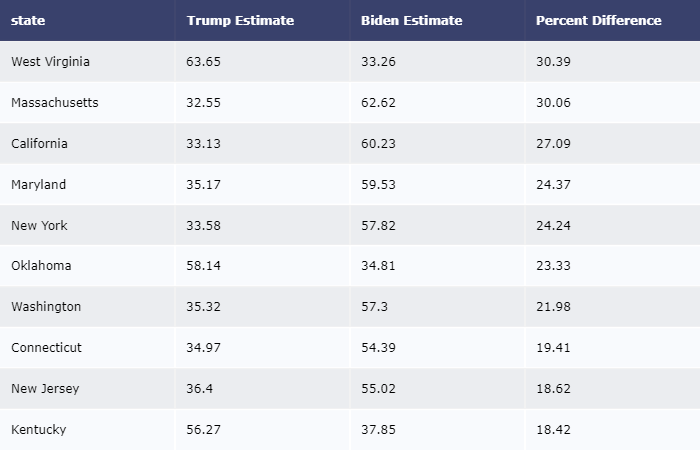 state Trump Estimate Biden Estimate Percent Difference
West Virginia 63.65 33.26 30.39
Massachusetts 32.55 62.62 30.06
California 33.13 60.23 27.09
Maryland 35.17 59.53 24.37
New York 33.58 57.82 24.24
Oklahoma 58.14 34.81 23.33
Washington 35.32 57.3 21.98
Connecticut 34.97 54.39 19.41
New Jersey 36.4 55.02 18.62
Kentucky 56.27 37.85 18.42